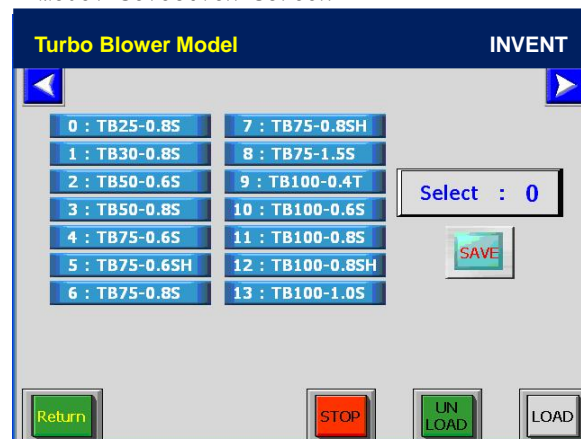 Turbo Blower Model INVENT
0 : TB25-0.8S
1 : TB30-0.8S
2 : TB50-0.6S
3 : TB50-0.8S
4 : TB75-0.6S
5 : TB75-0.6SH
6 : TB75-0.8S
7 : TB75-0.8SH
8 : TB75-1.5S
9 : TB100-0.4T
10 : TB100-0.6S
11 : TB100-0.8S
12 : TB100-0.8SH
13 : TB100-1.0S
Select : 0
SAVE
Return
STOP
UN
LOAD
LOAD